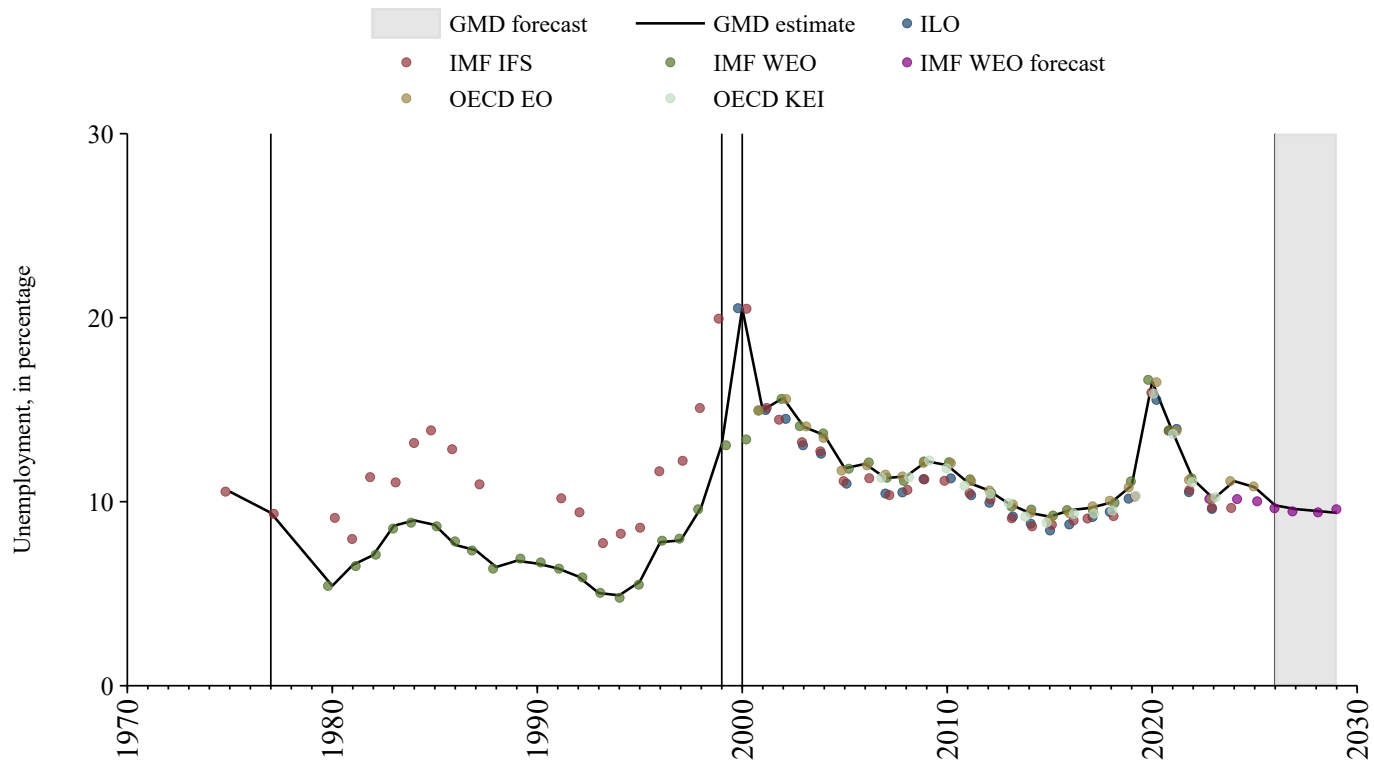 GMD forecast GMD estimate ILO
IMF IFS IMF WEO IMF WEO forecast
OECD EO OECD KEI
Unemployment, in percentage
30
20
10
0
1970 1980 1990 2000 2010 2020 2030